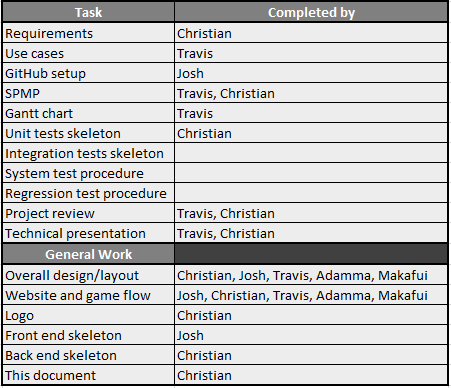 Task Completed by
Requirements Christian
Use cases Travis
GitHub setup Josh
SPMP Travis, Christian
Gantt chart Travis
Unit tests skeleton Christian
Integration tests skeleton
System test procedure
Regression test procedure
Project review Travis, Christian
Technical presentation Travis, Christian
General Work
Overall design/layout Christian, Josh, Travis, Adamma, Makafui
Website and game flow Josh, Christian, Travis, Adamma, Makafui
Logo Christian
Front end skeleton Josh
Back end skeleton Christian
This document Christian